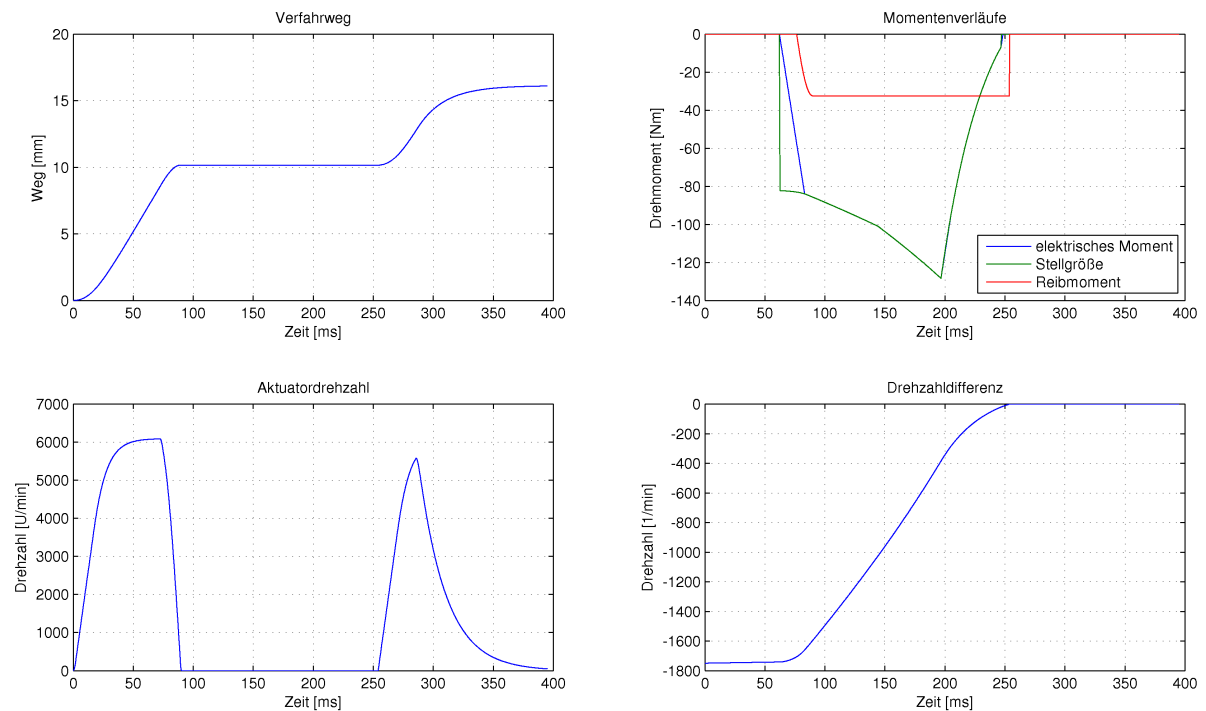 Verfahrweg
20
15
10
5
0
Weg [mm]
0 50 100 150 200 250 300 350 400
Zeit [ms]
Momentenverläufe
0
-20
-40
-60
-80
-100
-120
-140
Drehmoment [Nm]
elektrisches Moment
Stellgröße
Reibmoment
0 50 100 150 200 250 300 350 400
Zeit [ms]
Aktuatordrehzahl
7000
6000
5000
4000
3000
2000
1000
0
Drehzahl [U/min]
0 50 100 150 200 250 300 350 400
Zeit [ms]
Drehzahldifferenz
0
-200
-400
-600
-800
-1000
-1200
-1400
-1600
-1800
Drehzahl [1/min]
0 50 100 150 200 250 300 350 400
Zeit [ms]